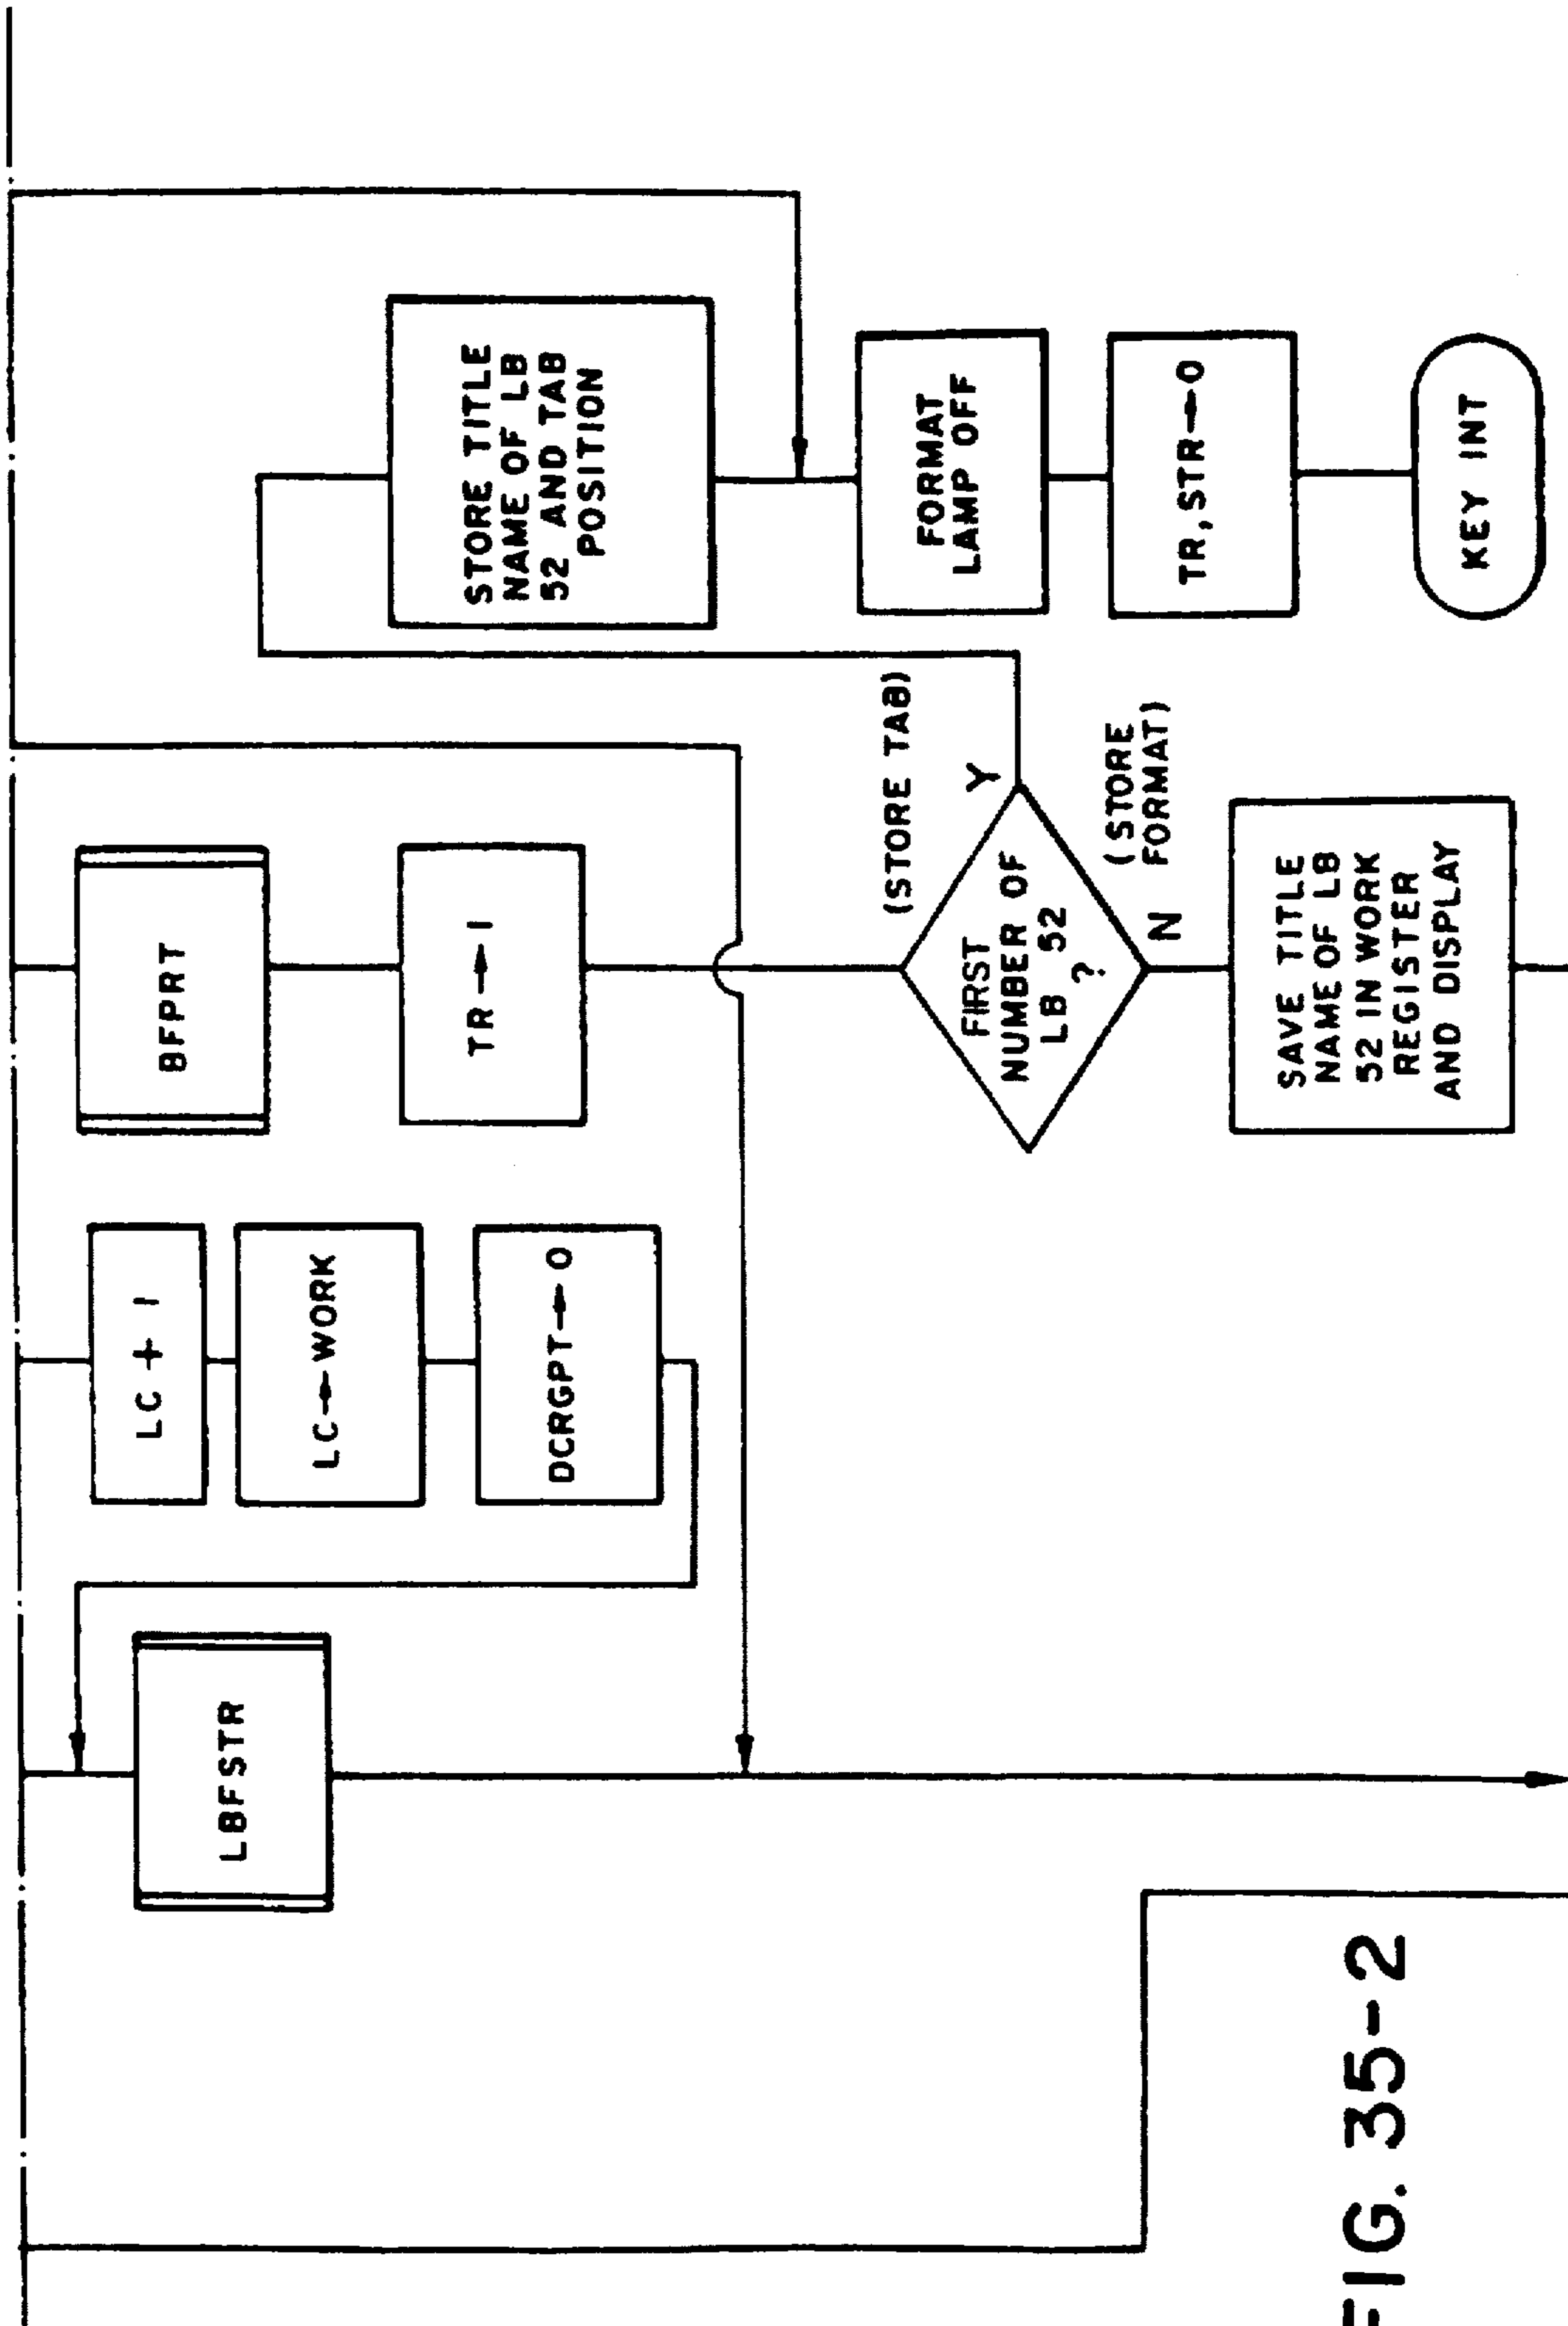 LBFSTR
LC + 1
LC→WORK
DCRGPT→0
BFPRT
TR→1
FIRST
NUMBER OF
LB 52
?
Y
(STORE TAB)
N
(STORE
FORMAT)
SAVE TITLE
NAME OF LB
52 IN WORK
REGISTER
AND DISPLAY
STORE TITLE
NAME OF LB
52 AND TAB
POSITION
FORMAT
LAMP OFF
TR,STR→0
KEY INT
FIG. 35-2